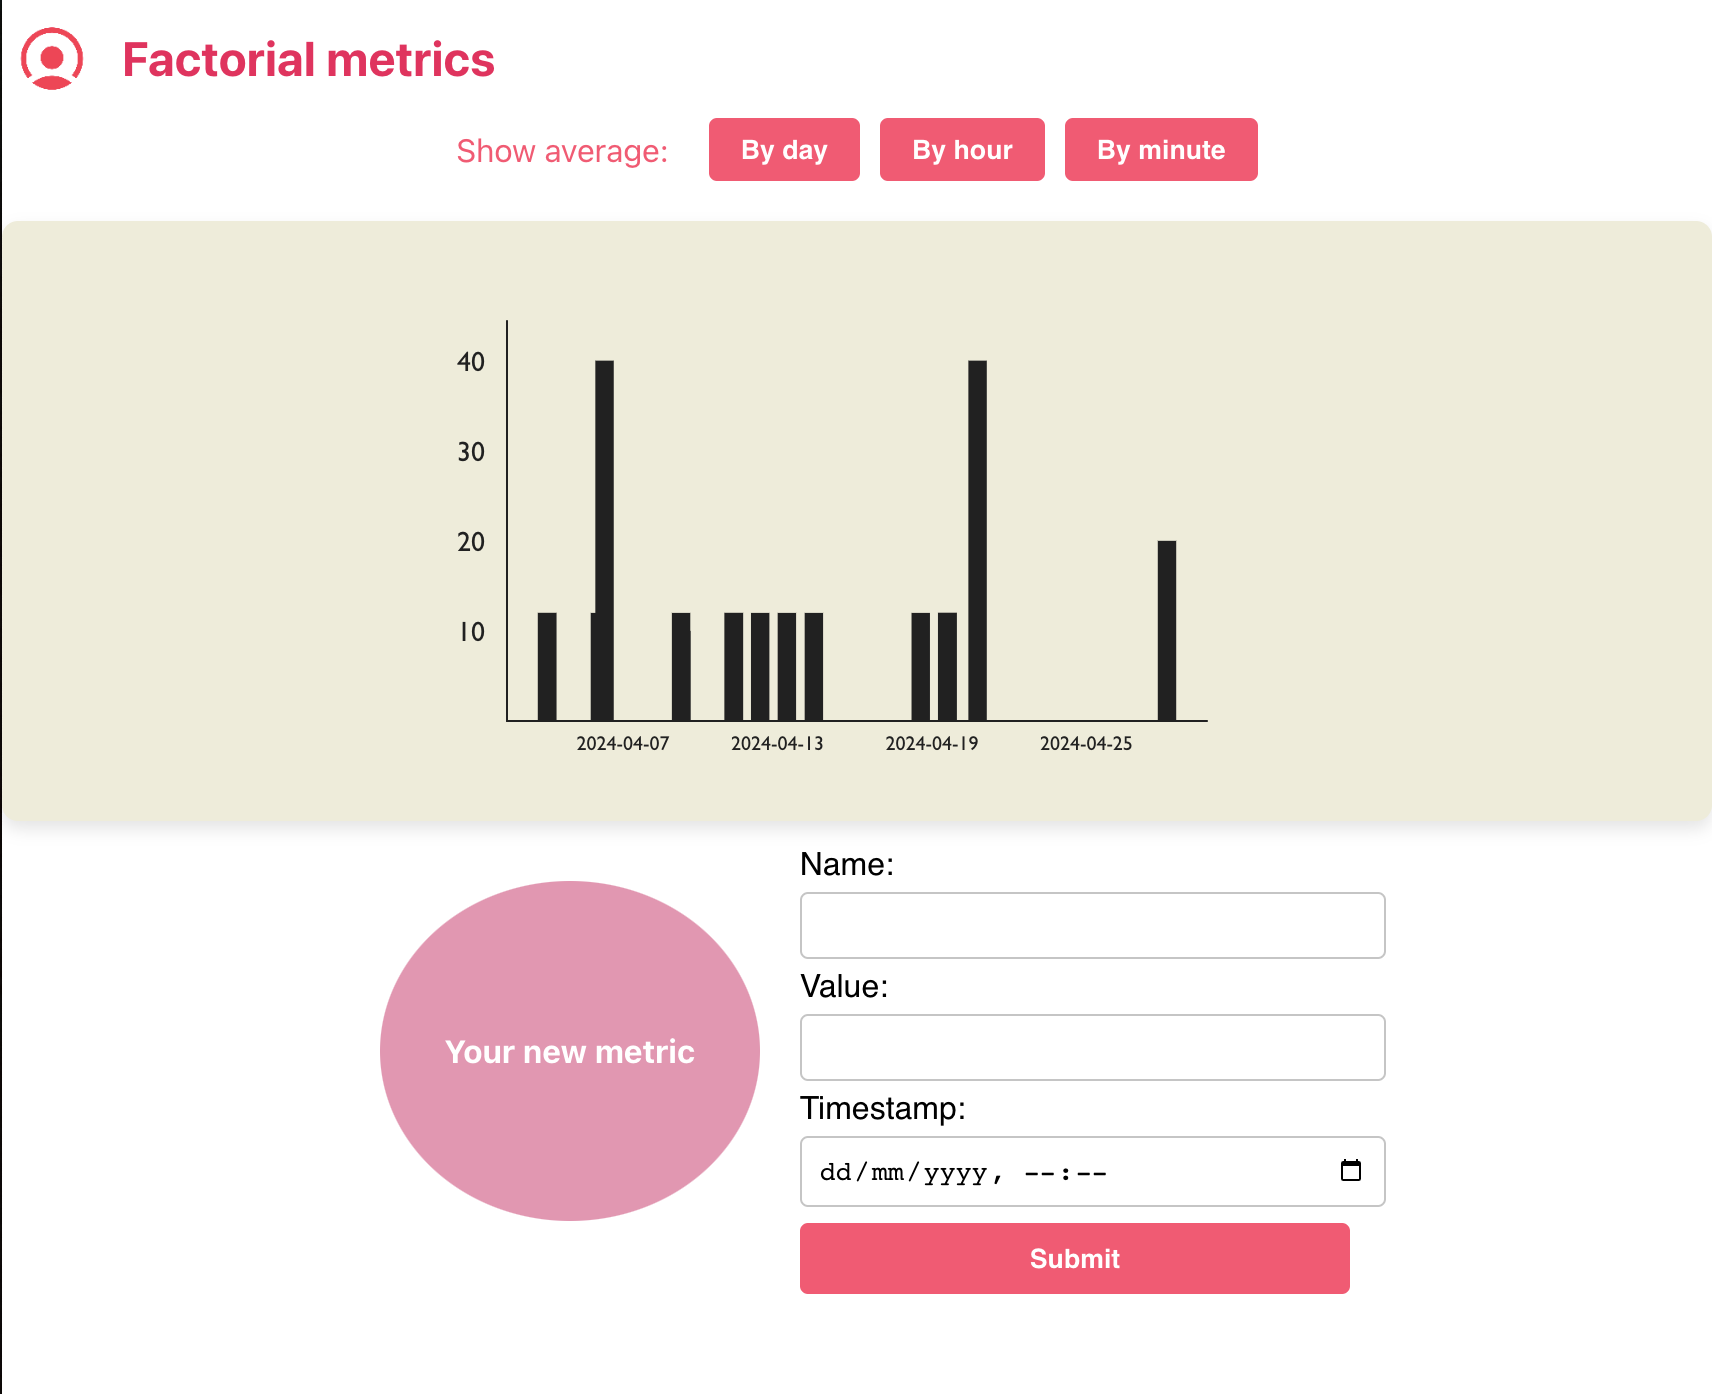 Factorial metrics
Show average: By day By hour By minute
40
30
20
10
2024-04-07 2024-04-13 2024-04-19 2024-04-25
Your new metric
Name:
Value:
Timestamp:
dd/mm/yyyy, --:--
Submit